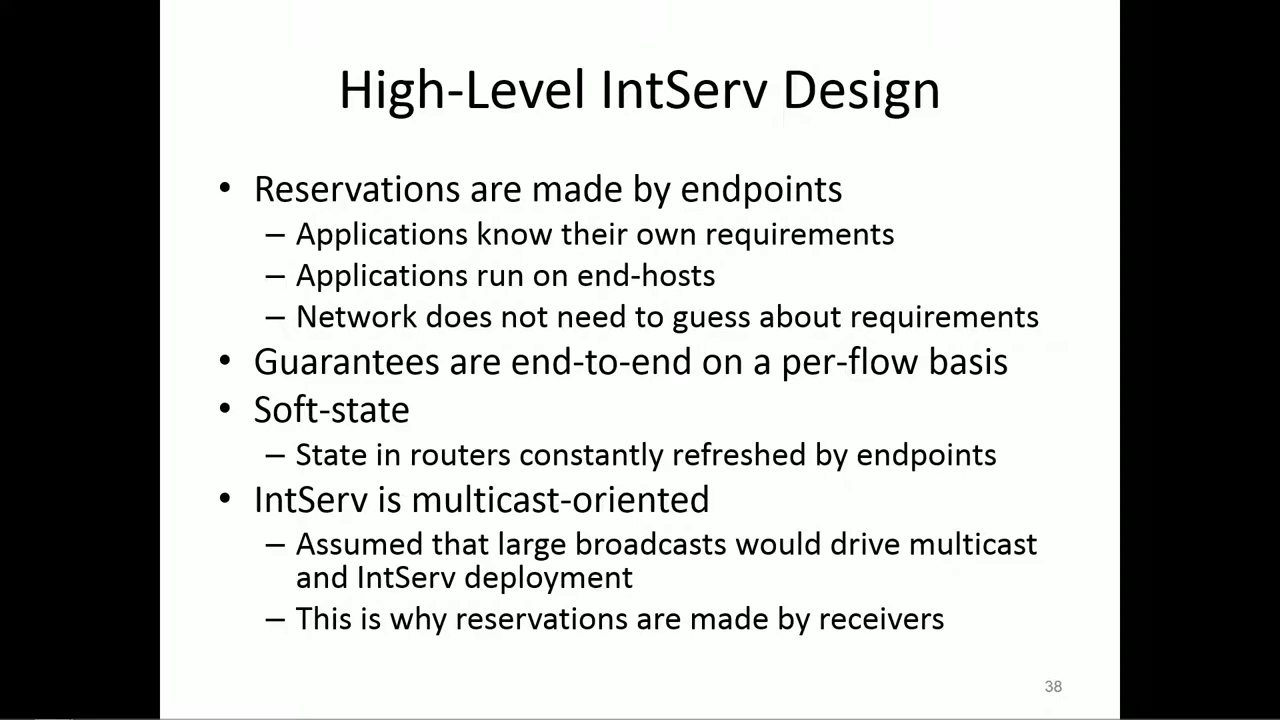 High-Level IntServ Design
• Reservations are made by endpoints
– Applications know their own requirements
– Applications run on end-hosts
– Network does not need to guess about requirements
• Guarantees are end-to-end on a per-flow basis
• Soft-state
– State in routers constantly refreshed by endpoints
• IntServ is multicast-oriented
– Assumed that large broadcasts would drive multicast
and IntServ deployment
– This is why reservations are made by receivers
38